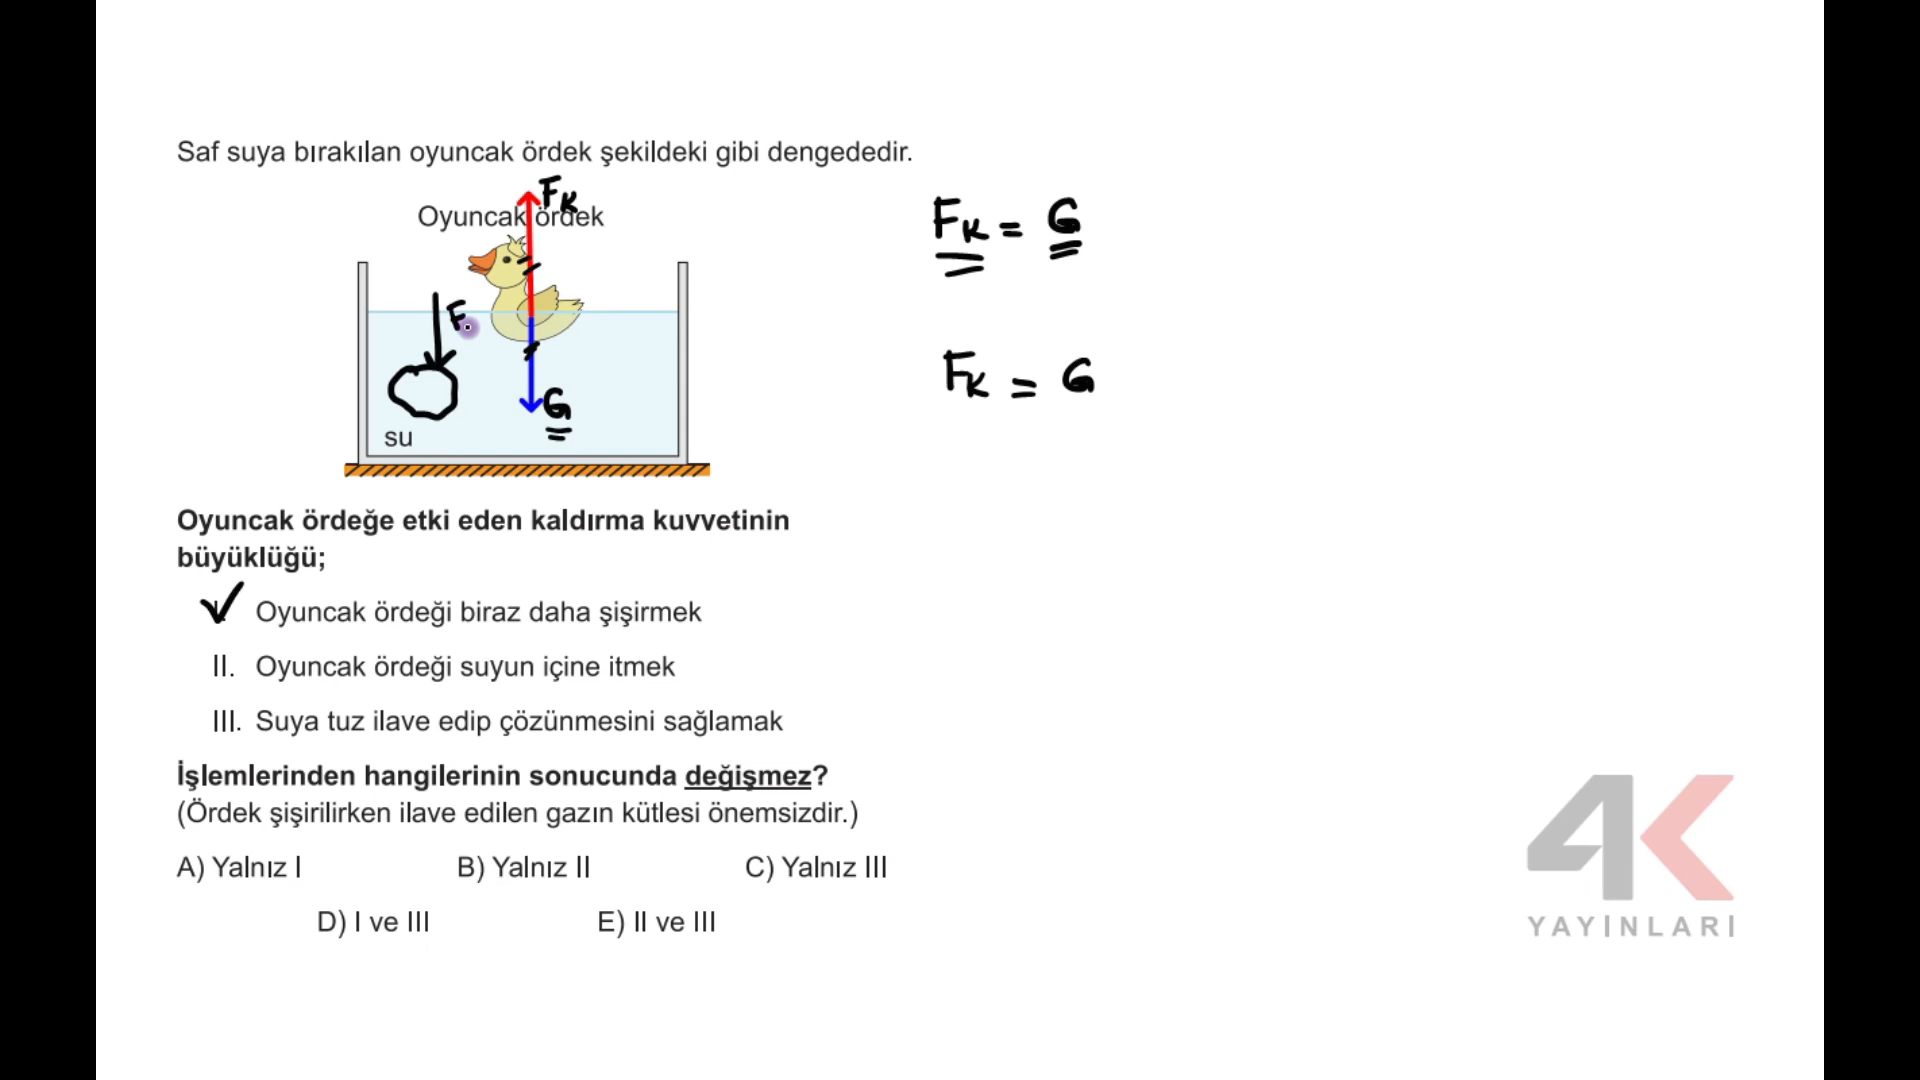 Saf suya bırakılan oyuncak ördek şekildeki gibi dengededir.
FK
Oyuncak ördek
FK = G
F
FK = G
G
su
Oyuncak ördeğe etki eden kaldırma kuvvetinin
büyüklüğü;
Oyuncak ördeği biraz daha şişirmek
II. Oyuncak ördeği suyun içine itmek
III. Suya tuz ilave edip çözünmesini sağlamak
İşlemlerinden hangilerinin sonucunda değişmez?
(Ördek şişirilirken ilave edilen gazın kütlesi önemsizdir.)
A) Yalnız I B) Yalnız II C) Yalnız III
D) I ve III E) II ve III
4K
YAYINLARI